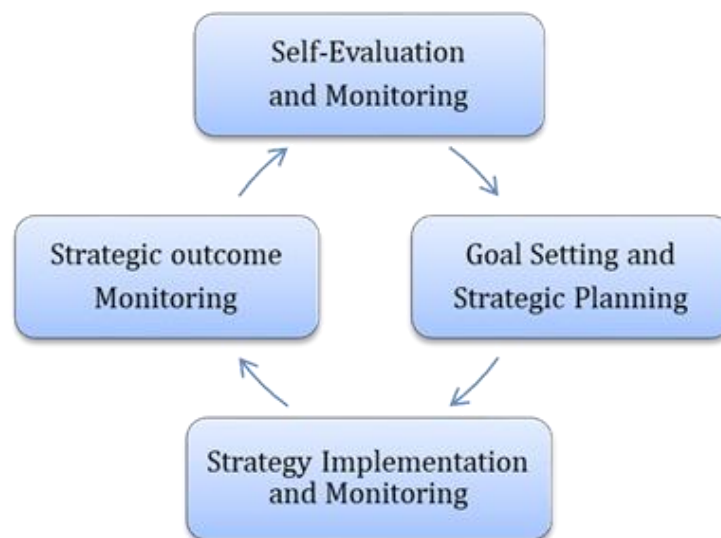 Self-Evaluation
and Monitoring
Goal Setting and
Strategic Planning
Strategy Implementation
and Monitoring
Strategic outcome
Monitoring